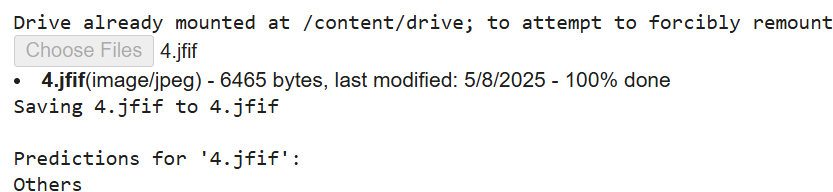 Drive already mounted at /content/drive; to attempt to forcibly remount
Choose Files 4.jfif
• 4.jfif(image/jpeg) - 6465 bytes, last modified: 5/8/2025 - 100% done
Saving 4.jfif to 4.jfif
Predictions for '4.jfif':
Others